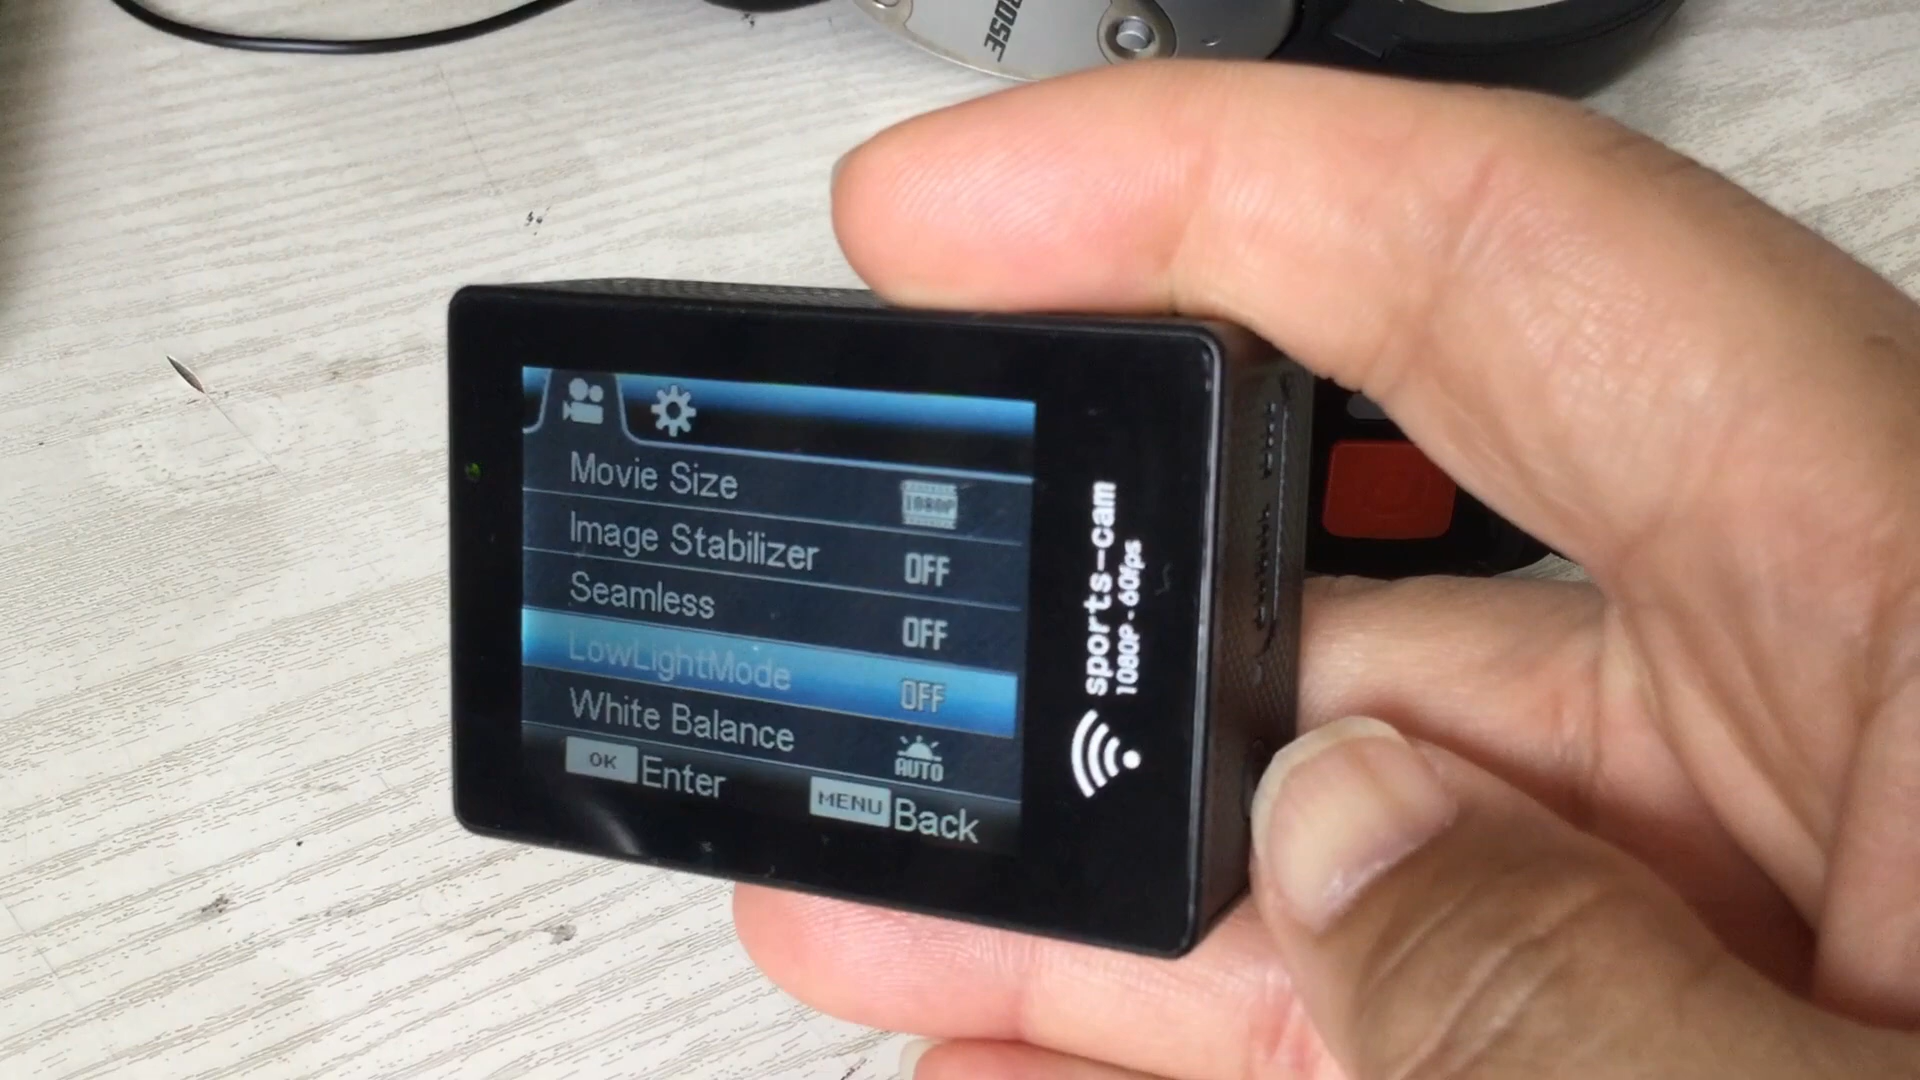 BOSE
Movie Size 1080P
Image Stabilizer OFF
Seamless OFF
LowLightMode OFF
White Balance AUTO
OK Enter MENU Back
sports-cam
1080P-60fps